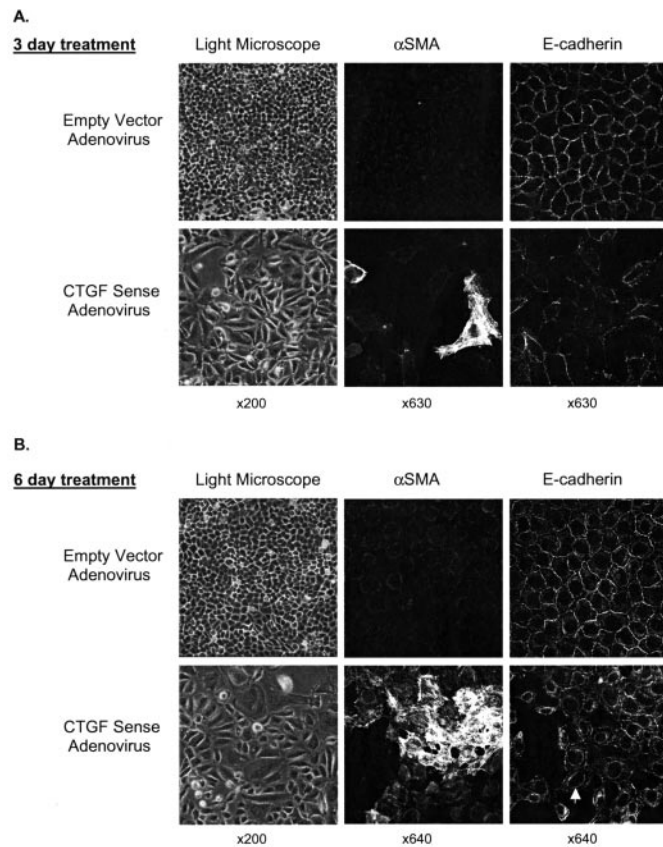 A.
3 day treatment
Light Microscope
αSMA
E-cadherin
Empty Vector
Adenovirus
CTGF Sense
Adenovirus
x200
x630
x630
B.
6 day treatment
Light Microscope
αSMA
E-cadherin
Empty Vector
Adenovirus
CTGF Sense
Adenovirus
x200
x640
x640